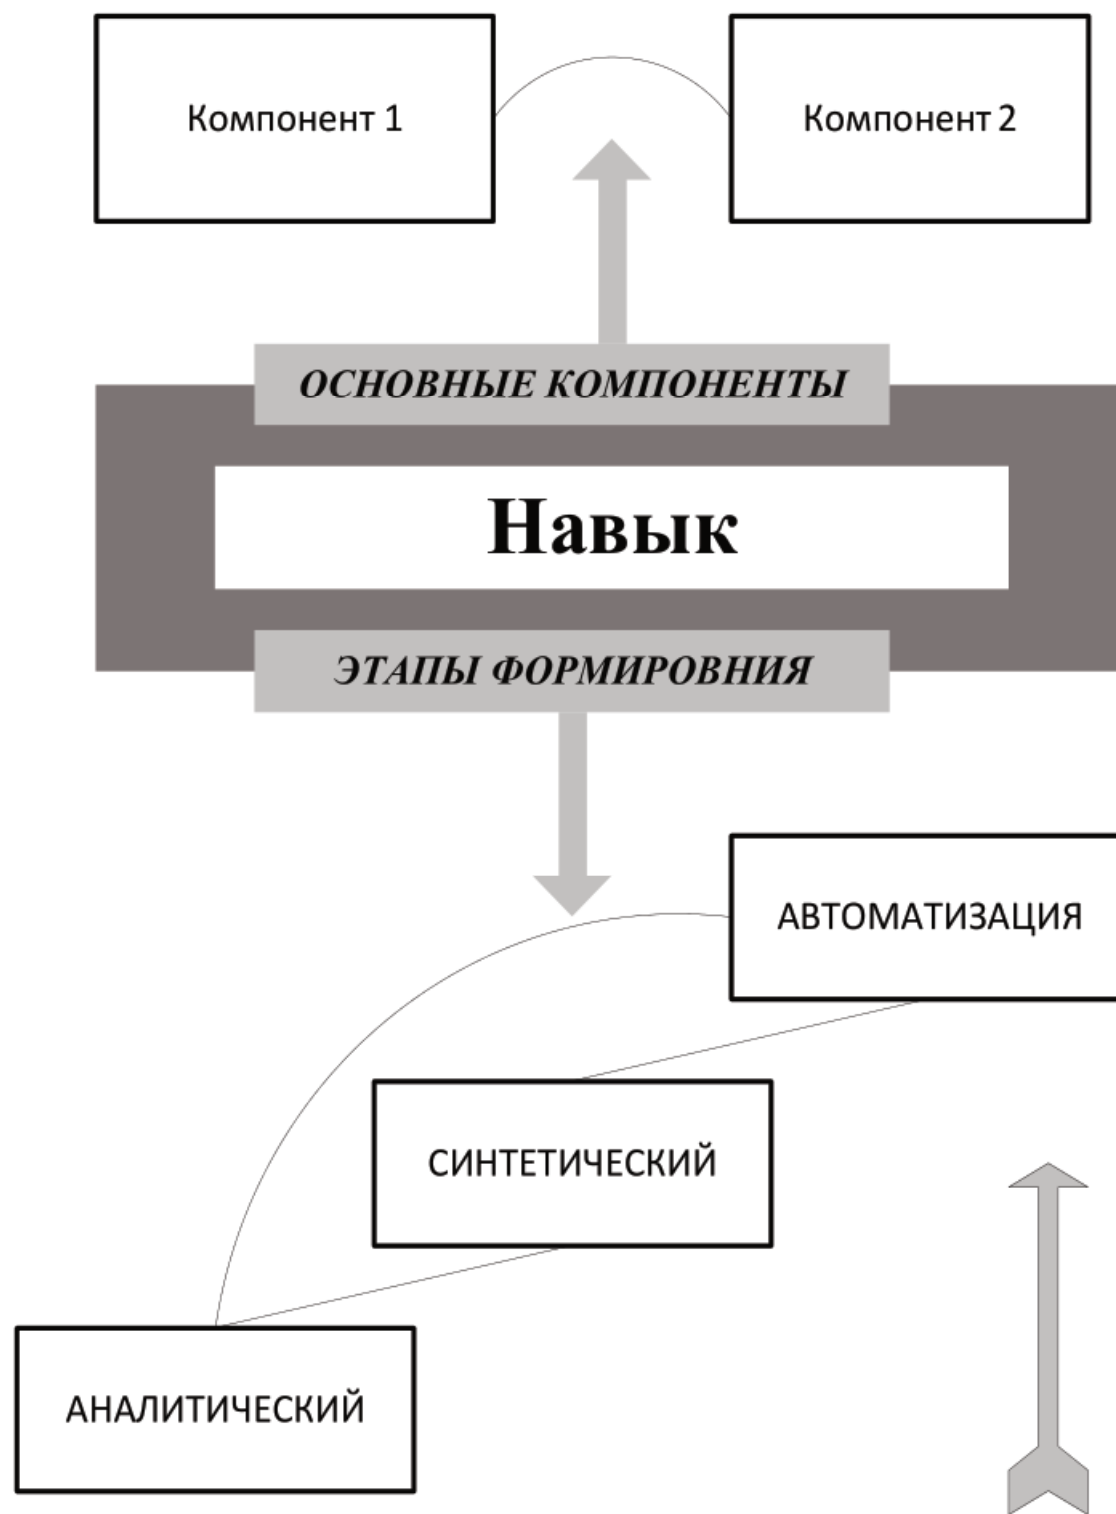 Компонент 1
Компонент 2
ОСНОВНЫЕ КОМПОНЕНТЫ
Навык
ЭТАПЫ ФОРМИРОВНИЯ
АВТОМАТИЗАЦИЯ
СИНТЕТИЧЕСКИЙ
АНАЛИТИЧЕСКИЙ